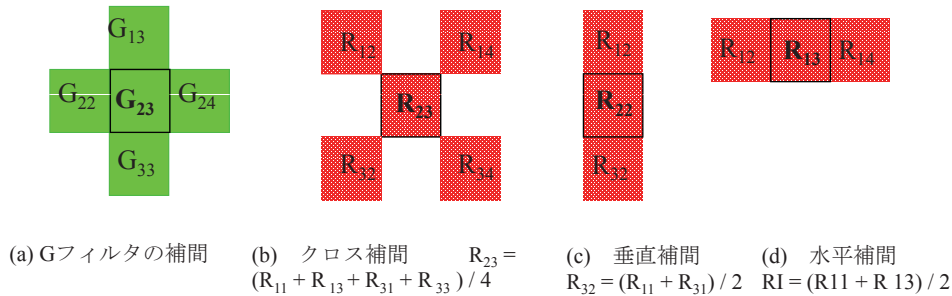 G13
G22 G23 G24
G33
R12 R14
R23
R32 R34
R12
R22
R32
R12 R13 R14
(a) Gフィルタの補間
(b) クロス補間 R23 =
(R11 + R13 + R31 + R33 ) / 4
(c) 垂直補間
R32 = (R11 + R31) / 2
(d) 水平補間
RI = (R11 + R 13) / 2